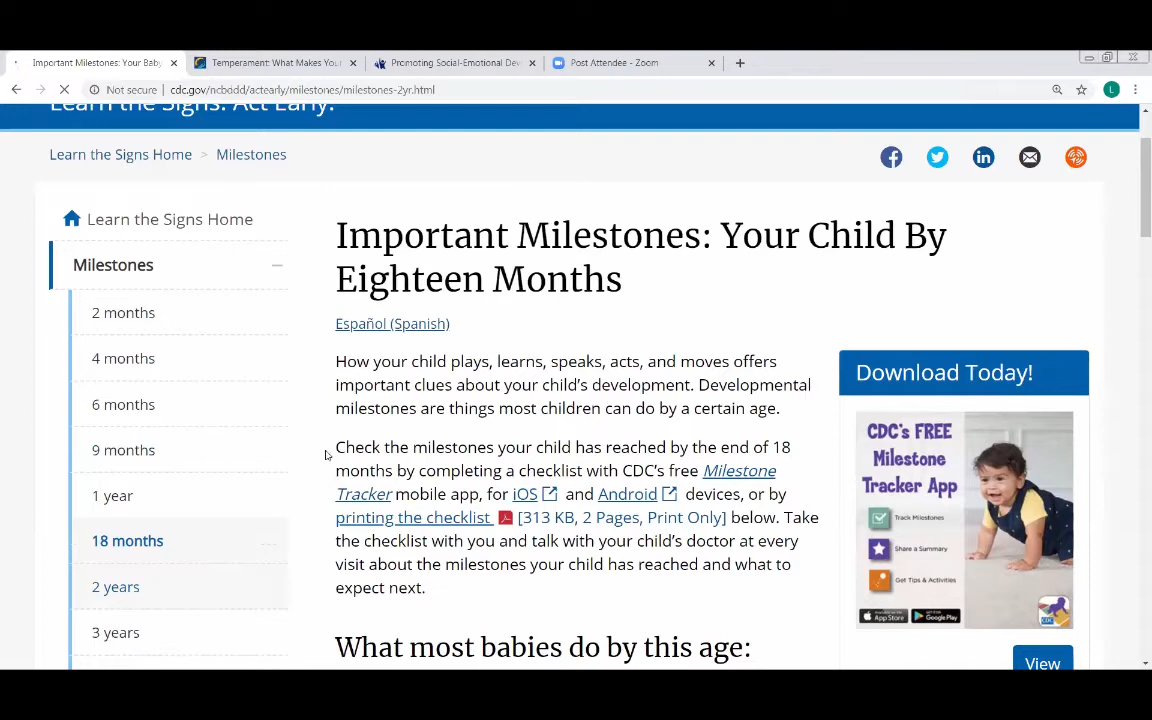 Important Milestones: Your Baby
Temperament: What Makes You
Promoting Social-Emotional Dev
Post Attendee - Zoom
Not secure | cdc.gov/ncbddd/actearly/milestones/milestones-2yr.html
L
Learn the Signs. Act Early.
Learn the Signs Home > Milestones
Learn the Signs Home
Milestones
2 months
4 months
6 months
9 months
1 year
18 months
2 years
3 years
Important Milestones: Your Child By
Eighteen Months
Español (Spanish)
How your child plays, learns, speaks, acts, and moves offers
important clues about your child's development. Developmental
milestones are things most children can do by a certain age.
Check the milestones your child has reached by the end of 18
months by completing a checklist with CDC's free Milestone
Tracker mobile app, for iOS and Android devices, or by
printing the checklist [313 KB, 2 Pages, Print Only] below. Take
the checklist with you and talk with your child's doctor at every
visit about the milestones your child has reached and what to
expect next.
What most babies do by this age:
Download Today!
CDC's FREE
Milestone
Tracker App
Track Milestones
Share a Summary
Get Tips & Activities
App Store
Google Play
View